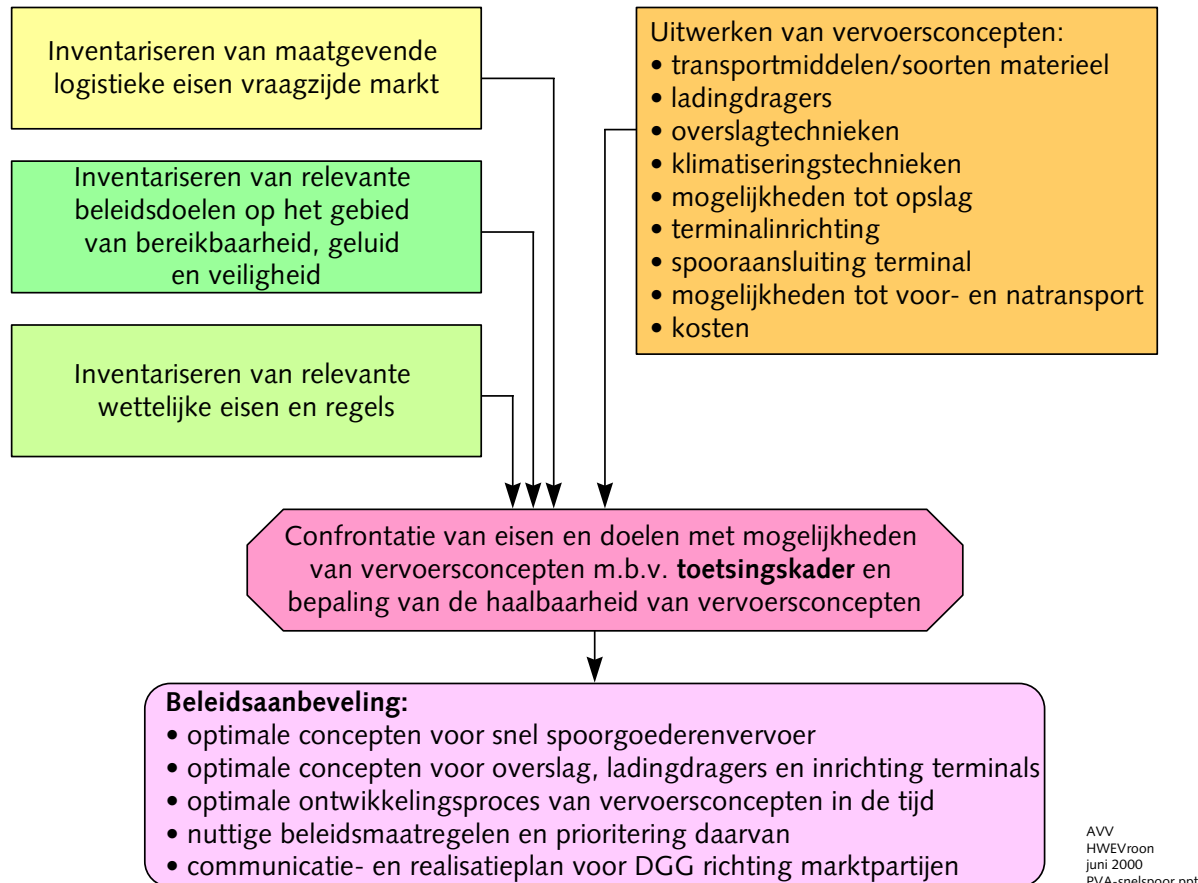 Inventariseren van maatgevende
logistieke eisen vraagzijde markt
Inventariseren van relevante
beleidsdoelen op het gebied
van bereikbaarheid, geluid
en veiligheid
Inventariseren van relevante
wettelijke eisen en regels
Uitwerken van vervoersconcepten:
• transportmiddelen/soorten materieel
• ladingdragers
• overslagtechnieken
• klimatiseringstechnieken
• mogelijkheden tot opslag
• terminalinrichting
• spooraansluiting terminal
• mogelijkheden tot voor- en natransport
• kosten
Confrontatie van eisen en doelen met mogelijkheden
van vervoersconcepten m.b.v. toetsingskader en
bepaling van de haalbaarheid van vervoersconcepten
Beleidsaanbeveling:
• optimale concepten voor snel spoorgoederenvervoer
• optimale concepten voor overslag, ladingdragers en inrichting terminals
• optimale ontwikkelingsproces van vervoersconcepten in de tijd
• nuttige beleidsmaatregelen en prioritering daarvan
• communicatie- en realisatieplan voor DGG richting marktpartijen
AVV
HWEVroon
juni 2000
PVA-snelspoor.ppt